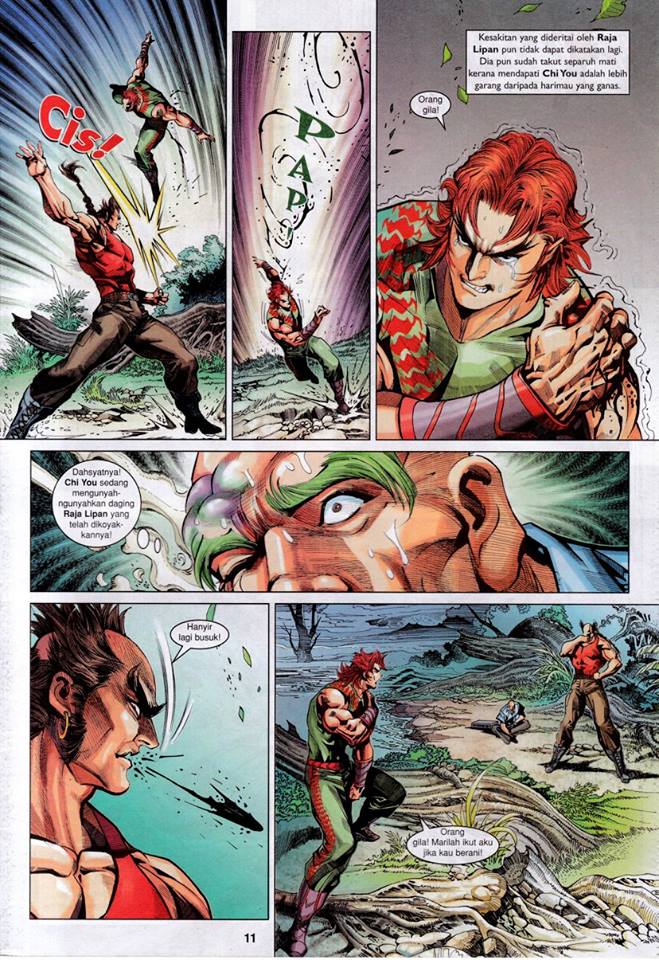 Cis!
PAP!
Kesakitan yang dideritai oleh Raja
Lipan pun tidak dapat dikatakan lagi.
Dia pun sudah takut separuh mati
kerana mendapati Chi You adalah lebih
garang daripada harimau yang ganas.
Orang
gila!
Dahsyatnya!
Chi You sedang
mengunyah-
ngunyahkan daging
Raja Lipan yang
telah dikoyak-
kannya!
Hanyir
lagi busuk!
Orang
gila! Marilah ikut aku
jika kau berani!
11